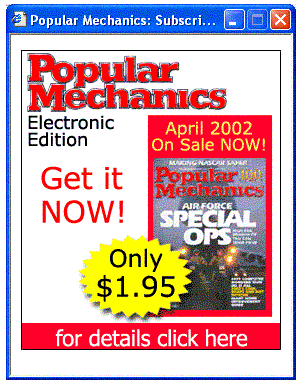 Popular Mechanics: Subscri...
Popular
Mechanics
Electronic
Edition
April 2002
On Sale NOW!
Get it
NOW!
MAKING NASCAR SAFER
Popular
Mechanics
AIR FORCE
SPECIAL
OPS
Only
$1.95
for details click here